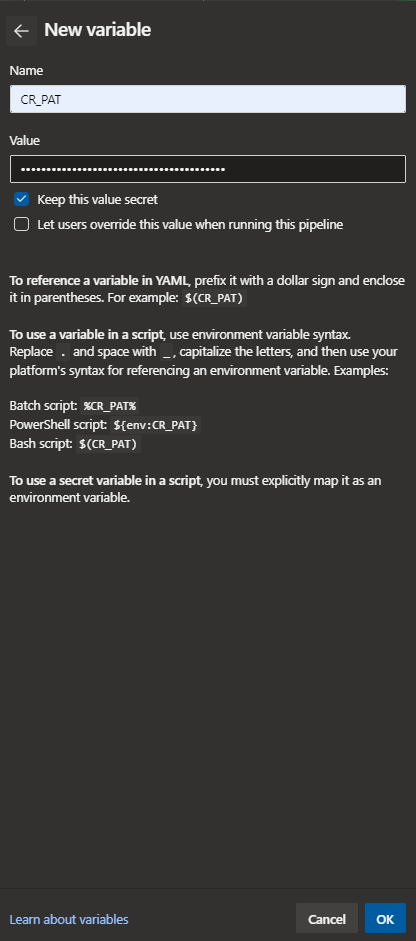 New variable
Name
CR_PAT
Value
••••••••••••••••••••••••••••••••••••••••
Keep this value secret
Let users override this value when running this pipeline
To reference a variable in YAML, prefix it with a dollar sign and enclose
it in parentheses. For example: $(CR_PAT)
To use a variable in a script, use environment variable syntax.
Replace . and space with _, capitalize the letters, and then use your
platform's syntax for referencing an environment variable. Examples:
Batch script: %CR_PAT%
PowerShell script: ${env:CR_PAT}
Bash script: $(CR_PAT)
To use a secret variable in a script, you must explicitly map it as an
environment variable.
Learn about variables
Cancel
OK